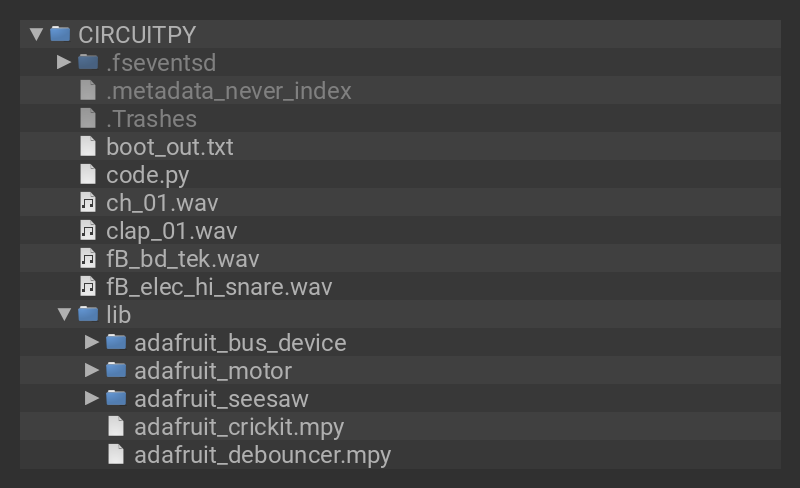 CIRCUITPY
.fseventsd
.metadata_never_index
.Trashes
boot_out.txt
code.py
ch_01.wav
clap_01.wav
fB_bd_tek.wav
fB_elec_hi_snare.wav
lib
adafruit_bus_device
adafruit_motor
adafruit_seesaw
adafruit_crickit.mpy
adafruit_debouncer.mpy